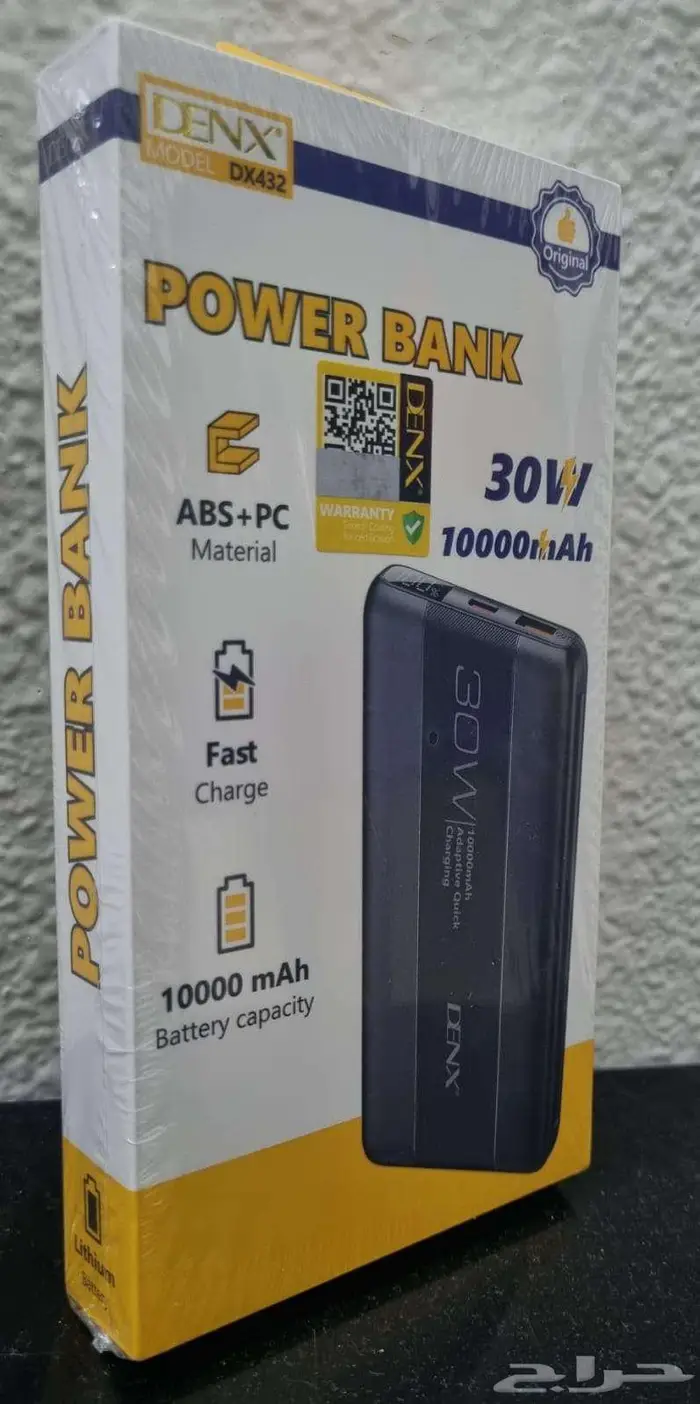 DENX
MODEL DX432
Original
POWER BANK
DENX
WARRANTY
ABS+PC
Material
30W
10000mAh
Fast
Charge
10000 mAh
Battery capacity
30W
10000mAh
Adaptive Quick
Charging
DENX
POWER BANK
Lithium
Battery
حراج